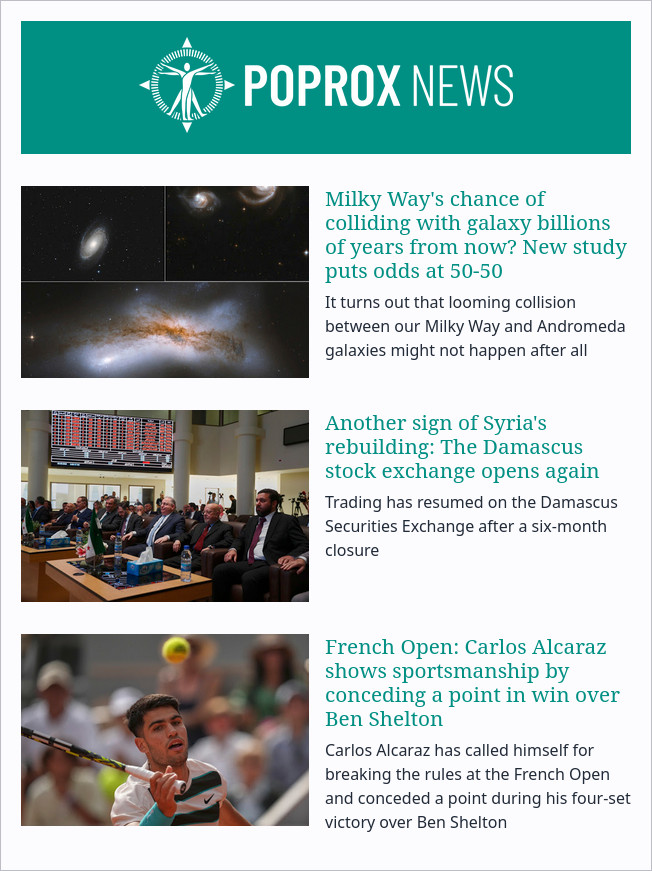 POPROX NEWS
Milky Way's chance of
colliding with galaxy billions
of years from now? New study
puts odds at 50-50
It turns out that looming collision
between our Milky Way and Andromeda
galaxies might not happen after all
Another sign of Syria's
rebuilding: The Damascus
stock exchange opens again
Trading has resumed on the Damascus
Securities Exchange after a six-month
closure
French Open: Carlos Alcaraz
shows sportsmanship by
conceding a point in win over
Ben Shelton
Carlos Alcaraz has called himself for
breaking the rules at the French Open
and conceded a point during his four-set
victory over Ben Shelton